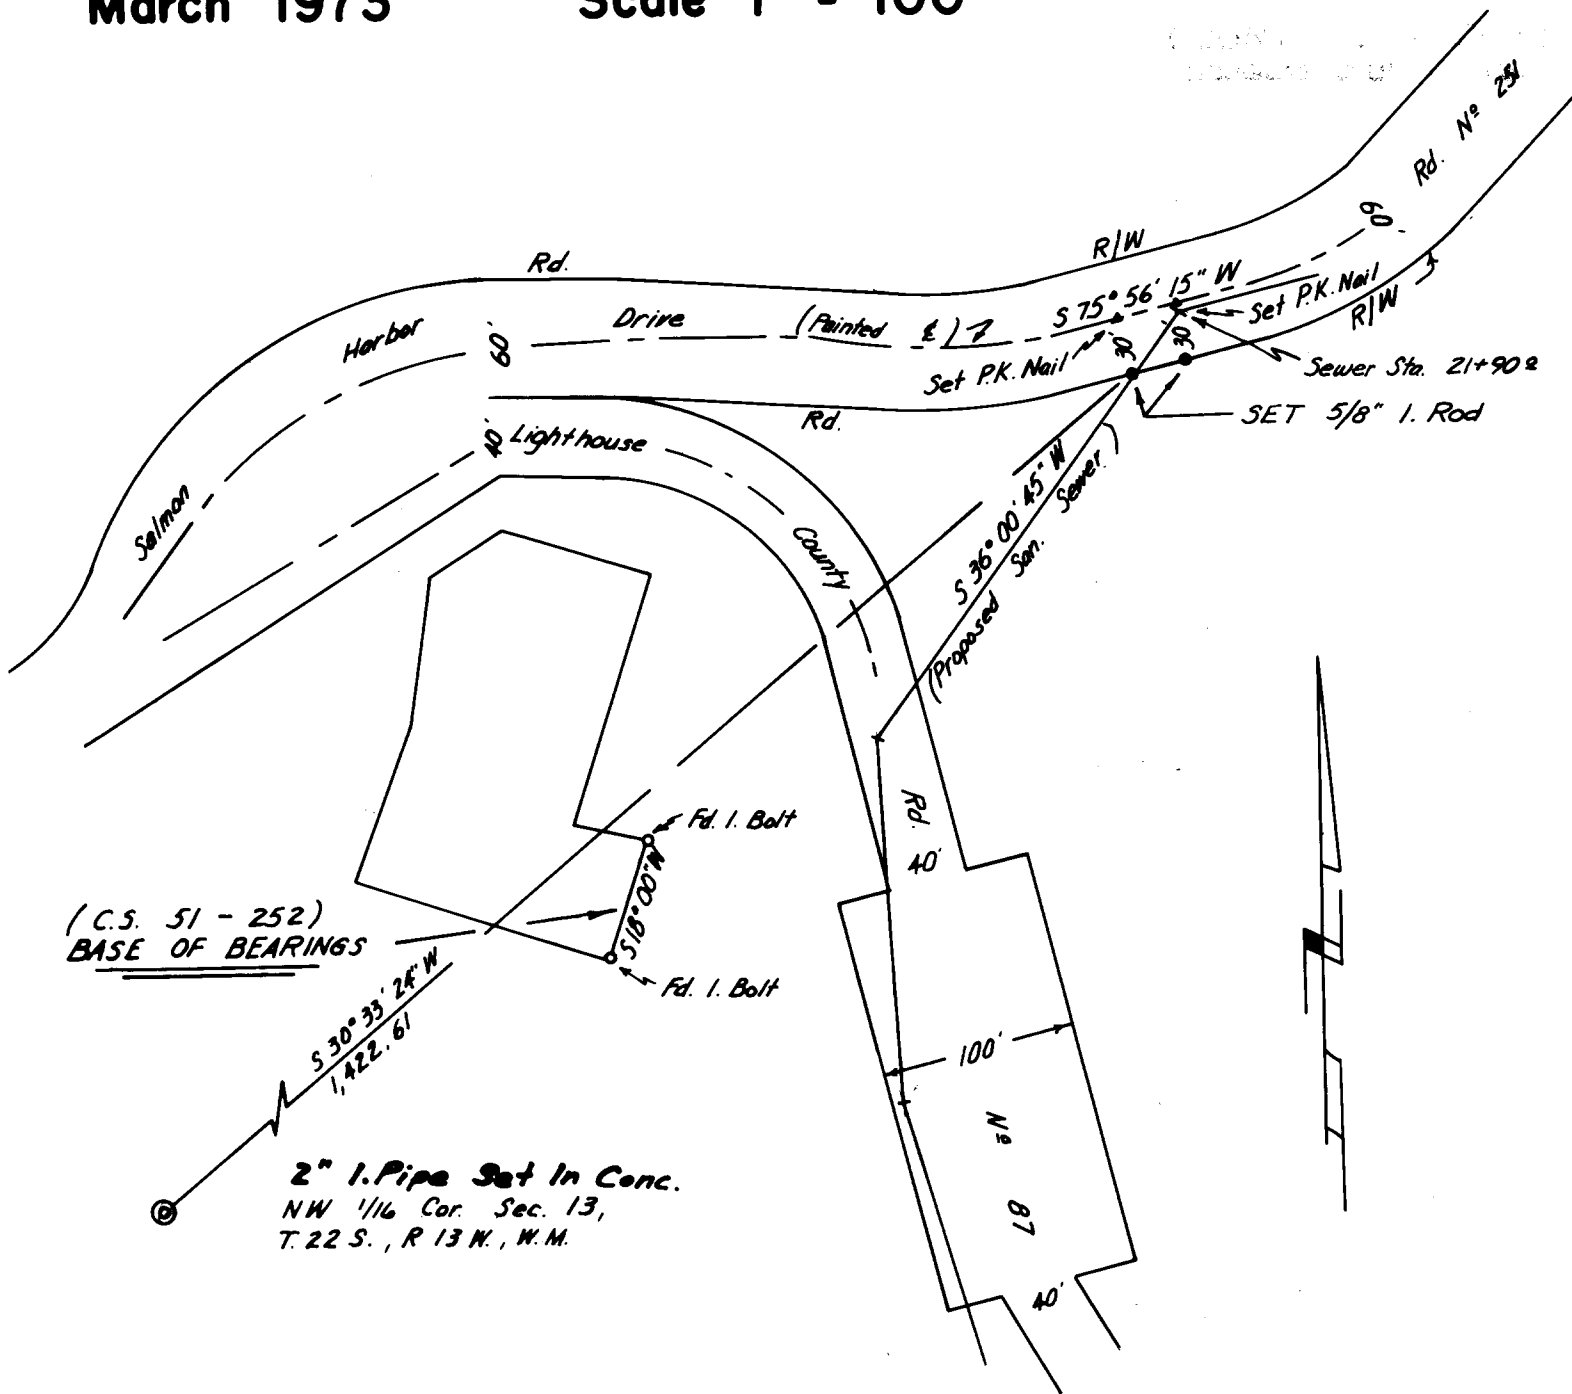 March 1973 Scale 1" = 100'
Rd. Nº 251
60
R/W
Rd.
S 75° 56' 15" W
Set P.K. Nail
R/W
Salmon
Harbor
Drive
(Painted ℄)
60'
Set P.K. Nail
30'
30'
Sewer Sta. 21+90
SET 5/8" I. Rod
Rd.
40'
Lighthouse
County
Rd.
40'
S 36° 00' 45" W
(Proposed San. Sewer)
Fd. I. Bolt
S 18° 00" W
Fd. I. Bolt
(C.S. 51 - 252)
BASE OF BEARINGS
S 30° 33' 24" W
1,422.61
100'
Nº 87
40'
2" I. Pipe Set In Conc.
NW 1/16 Cor. Sec. 13,
T. 22 S., R 13 W., W.M.
N